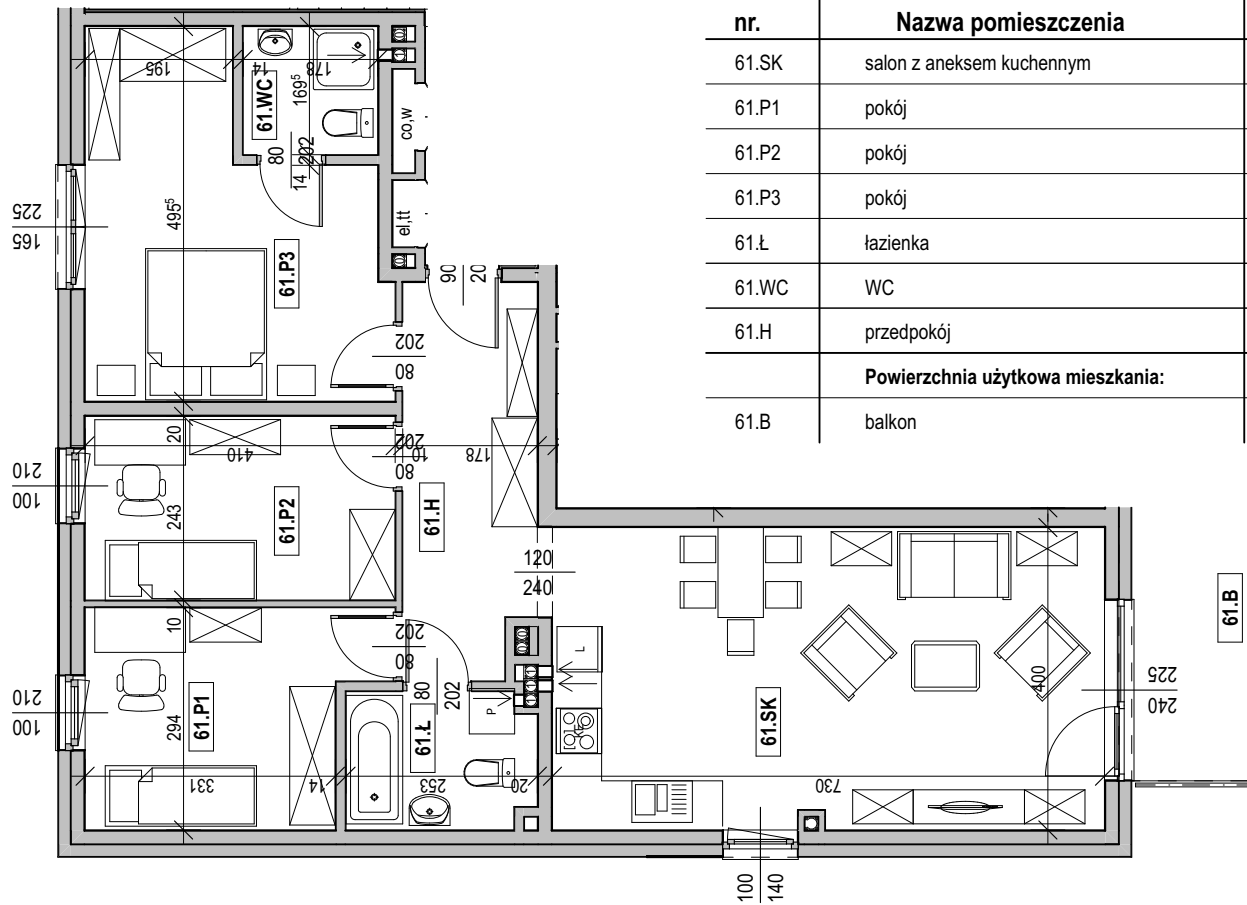 nr. Nazwa pomieszczenia
61.SK salon z aneksem kuchennym
61.P1 pokój
61.P2 pokój
61.P3 pokój
61.Ł łazienka
61.WC WC
61.H przedpokój
Powierzchnia użytkowa mieszkania:
61.B balkon
195
14
178
169⁵
61.WC
co,w
80
202
14
el,tt
495⁵
225
165
61.P3
90
20
202
80
20
410
202
80
10
178
210
100
243
61.P2
61.H
120
240
10
202
80
80
202
L
P
KE
210
100
294
61.P1
61.Ł
61.SK
400
61.B
225
240
331
14
253
20
730
100
140